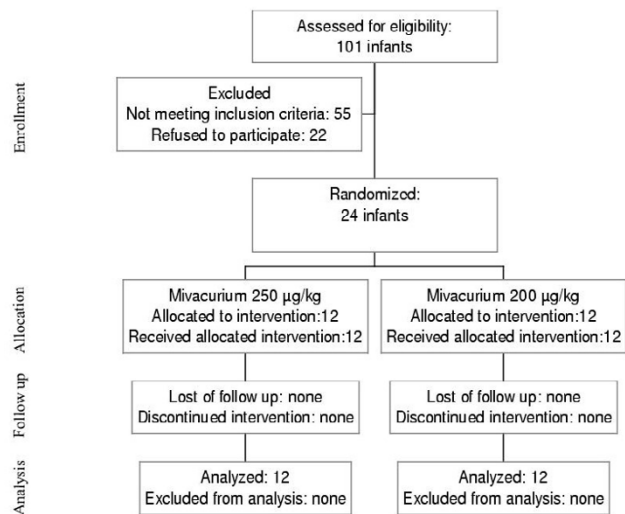 Assessed for eligibility:
101 infants
Enrollment
Excluded
Not meeting inclusion criteria: 55
Refused to participate: 22
Randomized:
24 infants
Allocation
Mivacurium 250 µg/kg
Allocated to intervention:12
Received allocated intervention:12
Mivacurium 200 µg/kg
Allocated to intervention:12
Received allocated intervention:12
Follow up
Lost of follow up: none
Discontinued intervention: none
Lost of follow up: none
Discontinued intervention: none
Analysis
Analyzed: 12
Excluded from analysis: none
Analyzed: 12
Excluded from analysis: none